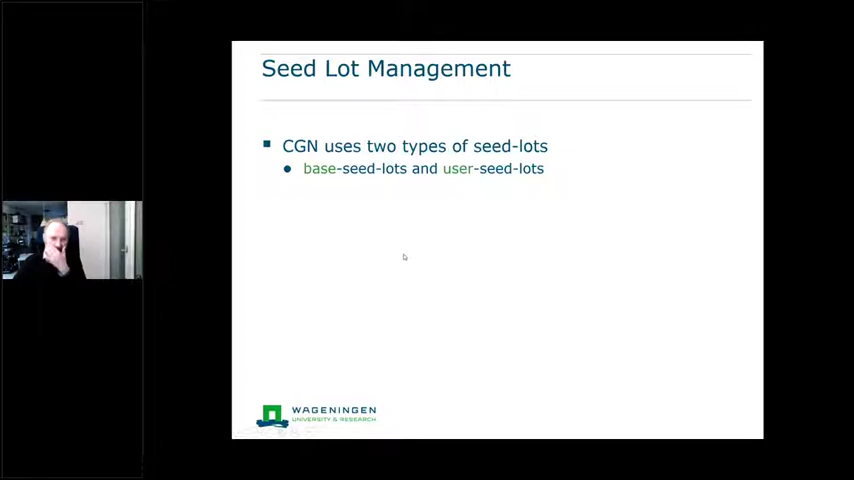 Seed Lot Management
CGN uses two types of seed-lots
base-seed-lots and user-seed-lots
WAGENINGEN
UNIVERSITY & RESEARCH